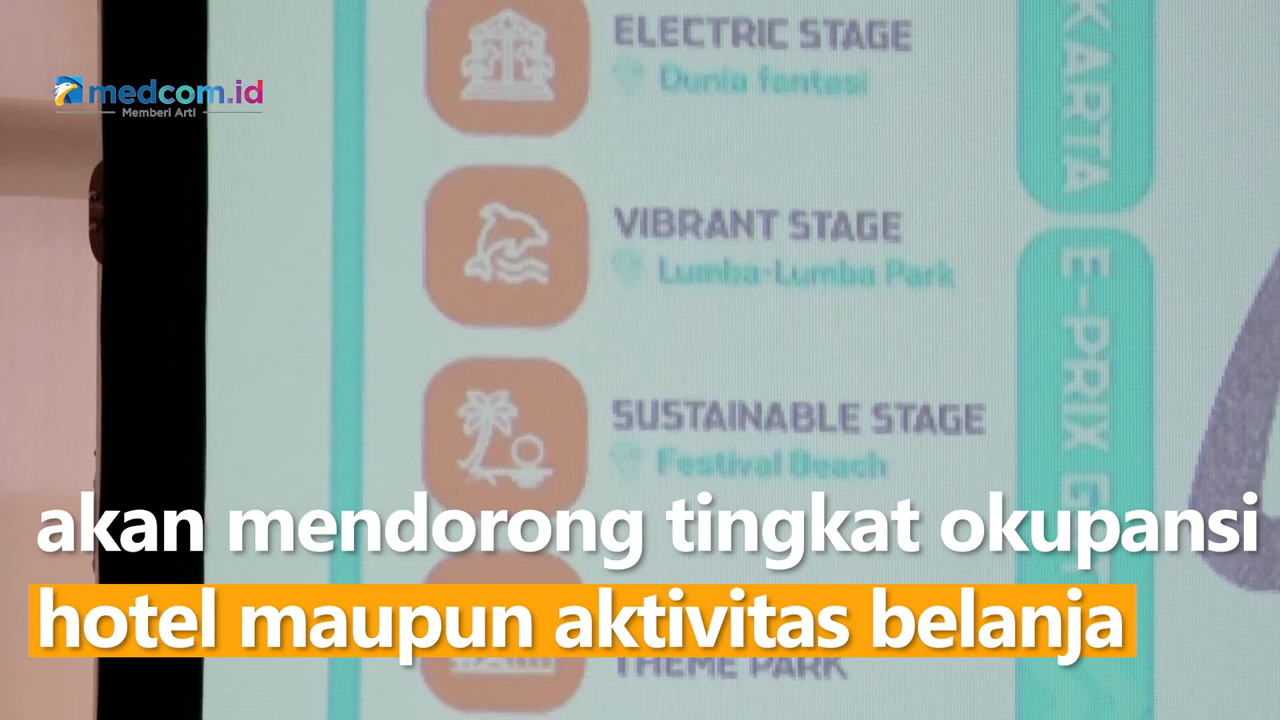 medcom.id
Memberi Arti
ELECTRIC STAGE
Dunia fantasi
VIBRANT STAGE
Lumba-Lumba Park
SUSTAINABLE STAGE
Festival Beach
THEME PARK
KARTA
E-PRIX
akan mendorong tingkat okupansi
hotel maupun aktivitas belanja